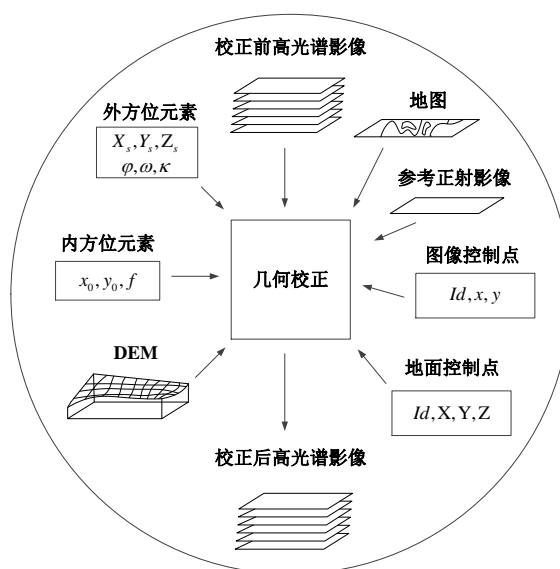 校正前高光谱影像
地图
外方位元素
X_s, Y_s, Z_s
φ, ω, κ
参考正射影像
内方位元素
x_0, y_0, f
几何校正
图像控制点
Id, x, y
DEM
地面控制点
Id, X, Y, Z
校正后高光谱影像